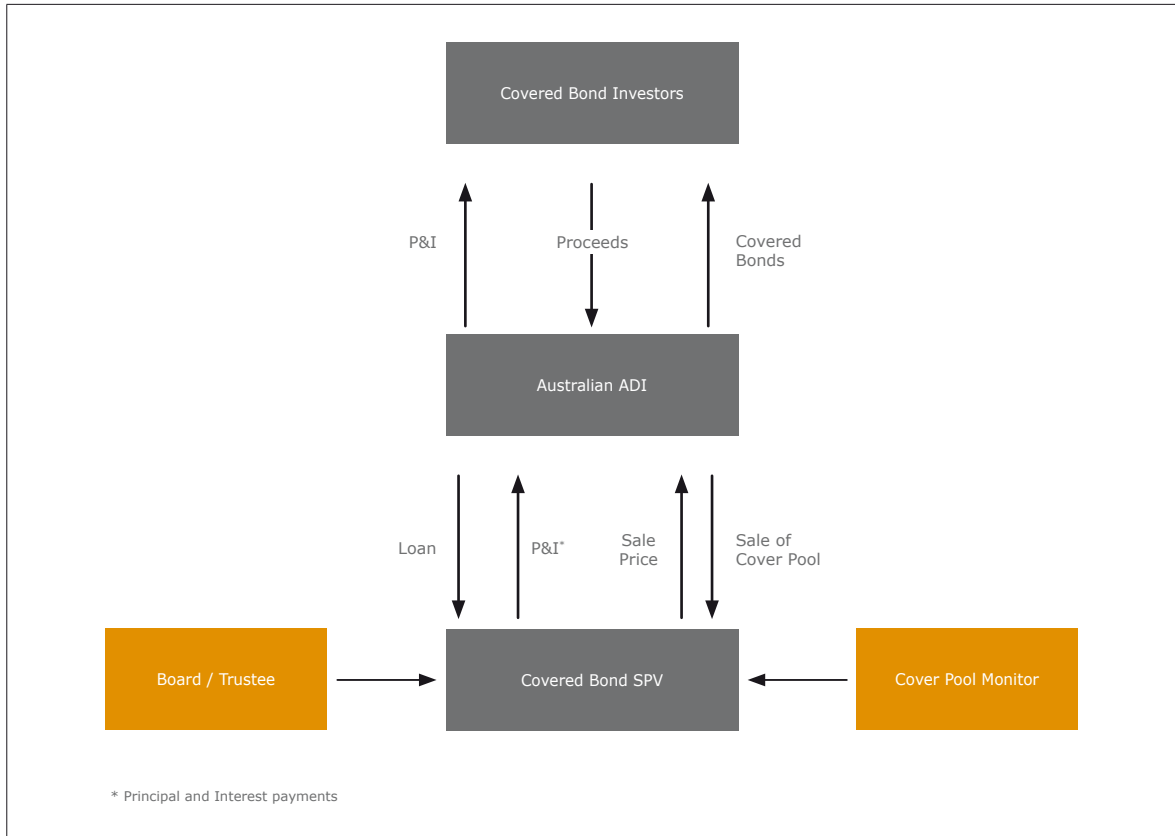 Covered Bond Investors
P&I
Proceeds
Covered
Bonds
Australian ADI
Loan
P&I*
Sale
Price
Sale of
Cover Pool
Board / Trustee
Covered Bond SPV
Cover Pool Monitor
* Principal and Interest payments